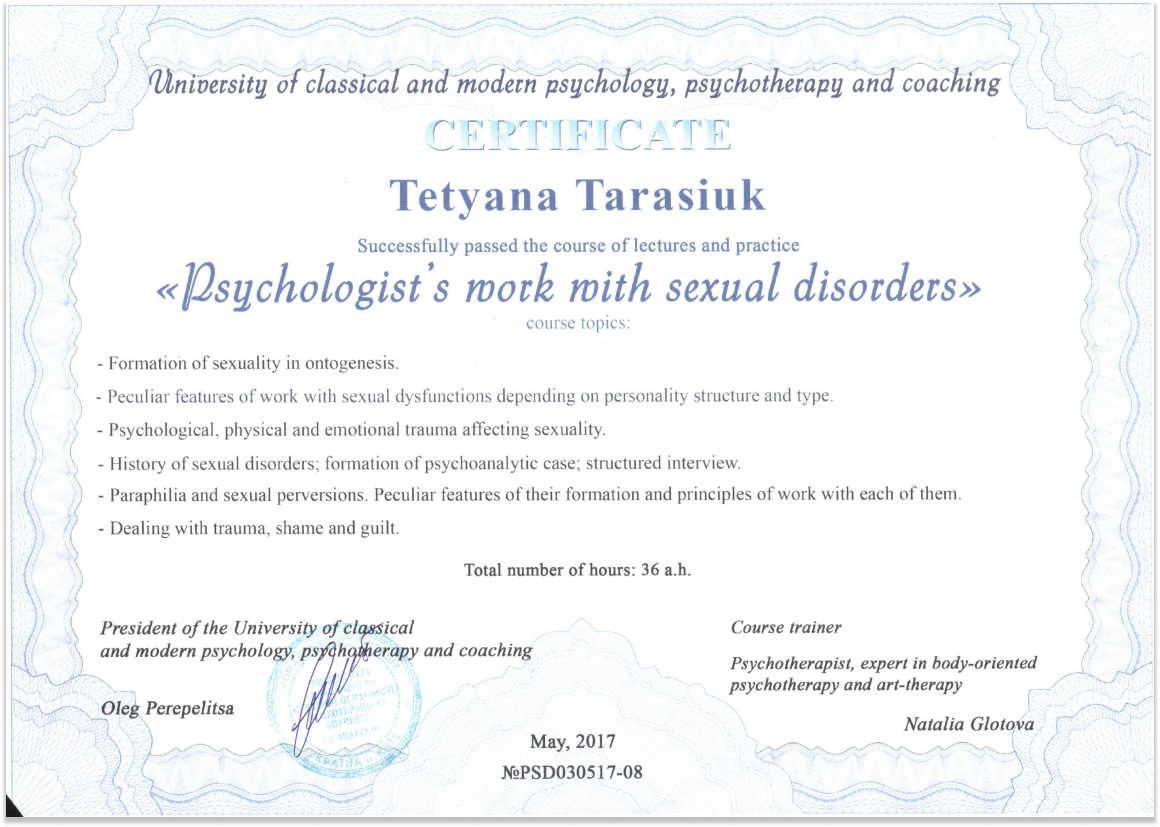 University of classical and modern psychology, psychotherapy and coaching
CERTIFICATE
Tetyana Tarasiuk
Successfully passed the course of lectures and practice
«Psychologist's work with sexual disorders»
course topics:
- Formation of sexuality in ontogenesis.
- Peculiar features of work with sexual dysfunctions depending on personality structure and type.
- Psychological, physical and emotional trauma affecting sexuality.
- History of sexual disorders; formation of psychoanalytic case; structured interview.
- Paraphilia and sexual perversions. Peculiar features of their formation and principles of work with each of them.
- Dealing with trauma, shame and guilt.
Total number of hours: 36 a.h.
President of the University of classical
and modern psychology, psychotherapy and coaching
Oleg Perepelitsa
Course trainer
Psychotherapist, expert in body-oriented
psychotherapy and art-therapy
Natalia Glotova
May, 2017
№PSD030517-08